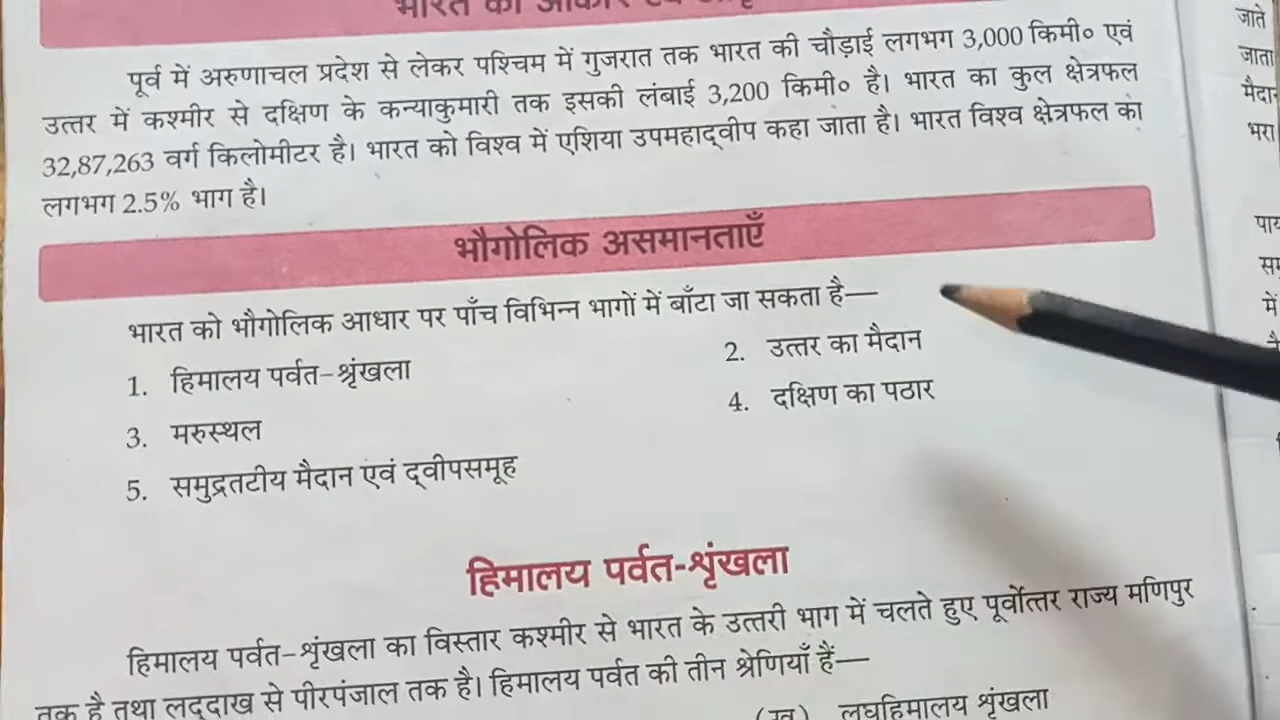 भारत का आकार एवं
पूर्व में अरुणाचल प्रदेश से लेकर पश्चिम में गुजरात तक भारत की चौड़ाई लगभग 3,000 किमी० एवं
उत्तर में कश्मीर से दक्षिण के कन्याकुमारी तक इसकी लंबाई 3,200 किमी० है। भारत का कुल क्षेत्रफल
32,87,263 वर्ग किलोमीटर है। भारत को विश्व में एशिया उपमहाद्वीप कहा जाता है। भारत विश्व क्षेत्रफल का
लगभग 2.5% भाग है।
भौगोलिक असमानताएँ
भारत को भौगोलिक आधार पर पाँच विभिन्न भागों में बाँटा जा सकता है—
1. हिमालय पर्वत-श्रृंखला
2. उत्तर का मैदान
3. मरुस्थल
4. दक्षिण का पठार
5. समुद्रतटीय मैदान एवं द्वीपसमूह
हिमालय पर्वत-शृंखला
हिमालय पर्वत-श्रृंखला का विस्तार कश्मीर से भारत के उत्तरी भाग में चलते हुए पूर्वोत्तर राज्य मणिपुर
तक है तथा लद्दाख से पीरपंजाल तक है। हिमालय पर्वत की तीन श्रेणियाँ हैं—
(ख) लघुहिमालय शृंखला
जाते
जाता
भरा
में